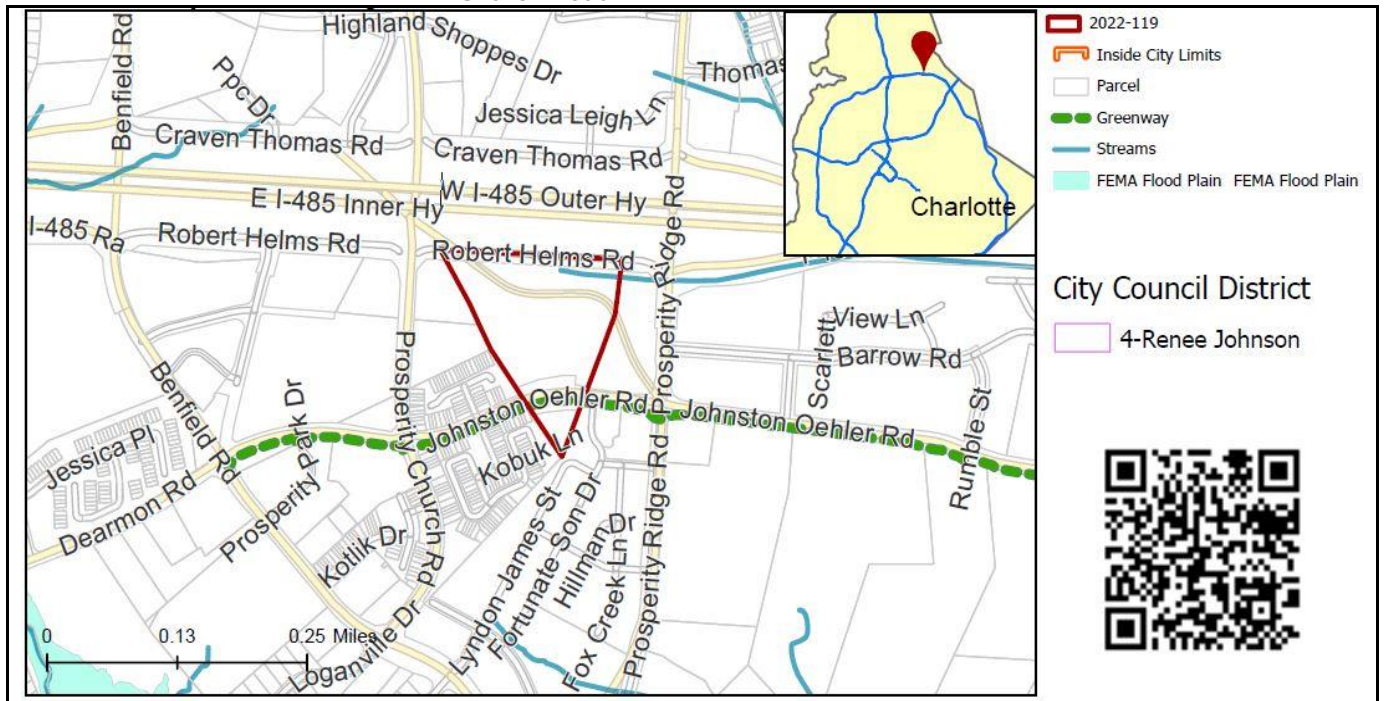 Highland Shoppes Dr
Benfield Rd
Ppc Dr
Thomas
Jessica Leigh Ln
Craven Thomas Rd
Craven Thomas Rd
W I-485 Outer Hy
E I-485 Inner Hy
I-485 Ra
Robert Helms Rd
Robert Helms Rd
Prosperity Ridge Rd
View Ln
Scarlett
Barrow Rd
Prosperity Church Rd
Benfield Rd
Prosperity Park Dr
Johnston Oehler Rd
Johnston Oehler Rd
Jessica Pl
Kobuk Ln
Rumble St
Dearmon Rd
Kotlik Dr
Lyndon James St
Fortunate Son Dr
Hillman Dr
Fox Creek Ln
Prosperity Ridge Rd
Loganville Dr
0 0.13 0.25 Miles
Charlotte
2022-119
Inside City Limits
Parcel
Greenway
Streams
FEMA Flood Plain FEMA Flood Plain
City Council District
4-Renee Johnson